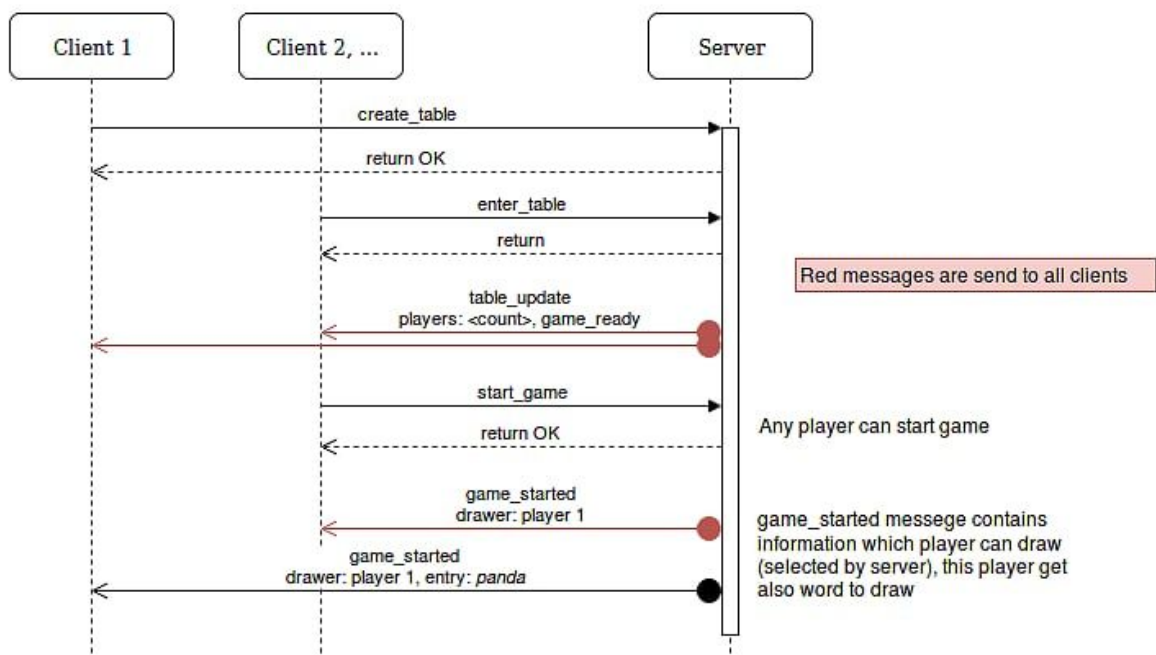 Client 1
Client 2, ...
Server
create_table
return OK
enter_table
return
Red messages are send to all clients
table_update
players: <count>, game_ready
start_game
Any player can start game
return OK
game_started
drawer: player 1
game_started messege contains
information which player can draw
(selected by server), this player get
also word to draw
game_started
drawer: player 1, entry: panda